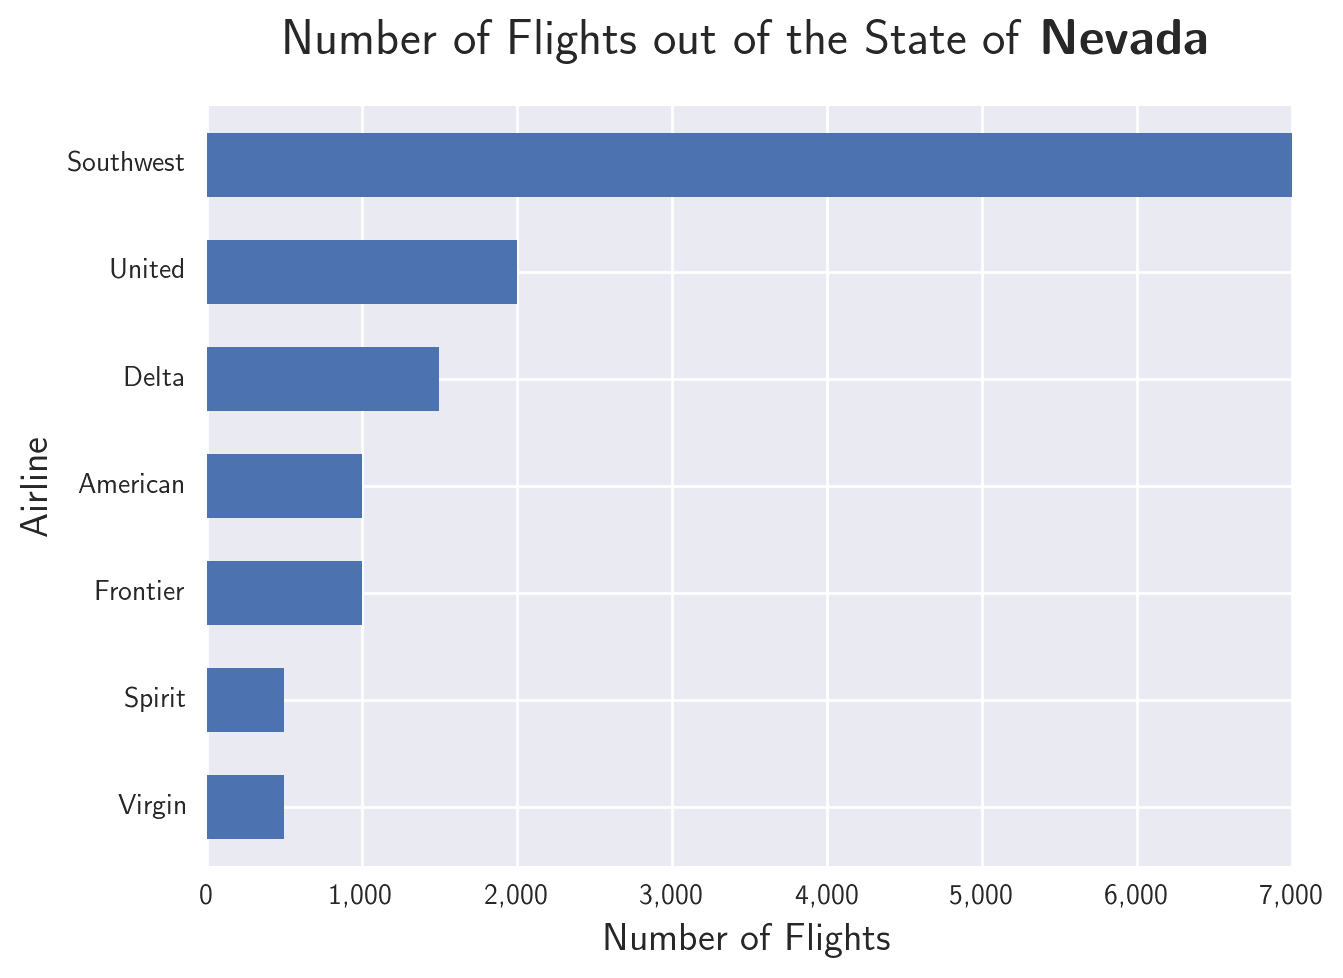 Number of Flights out of the State of Nevada
Southwest
United
Delta
American
Frontier
Spirit
Virgin
Airline
0 1,000 2,000 3,000 4,000 5,000 6,000 7,000
Number of Flights